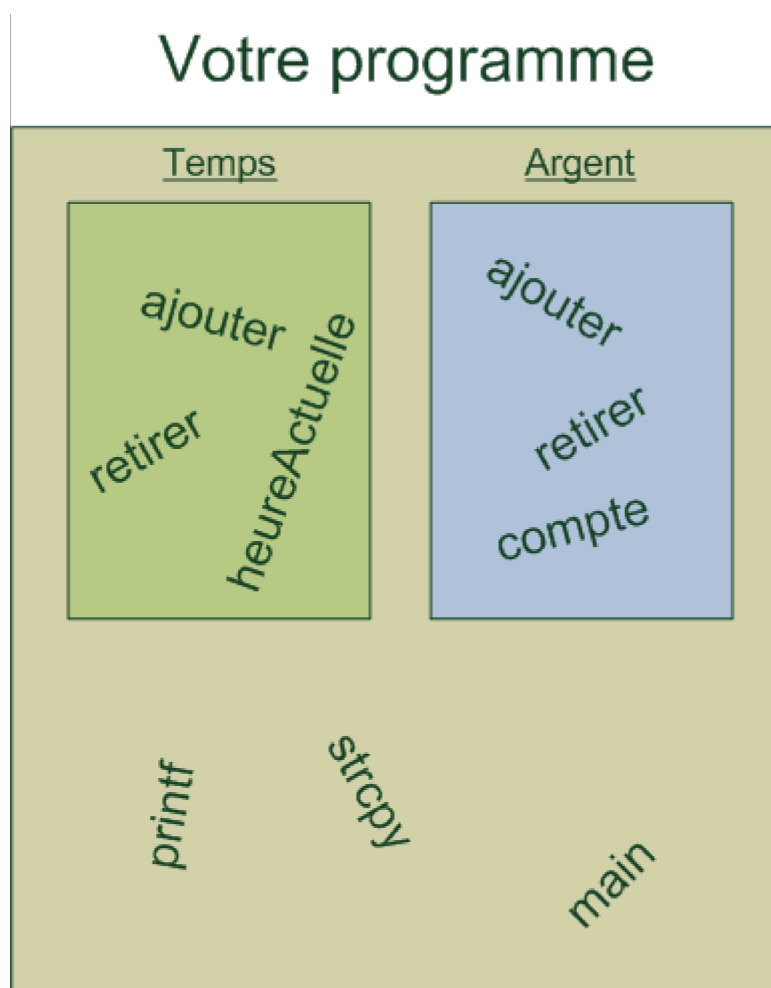 Votre programme
Temps
Argent
ajouter
retirer
heureActuelle
ajouter
retirer
compte
printf
strcpy
main